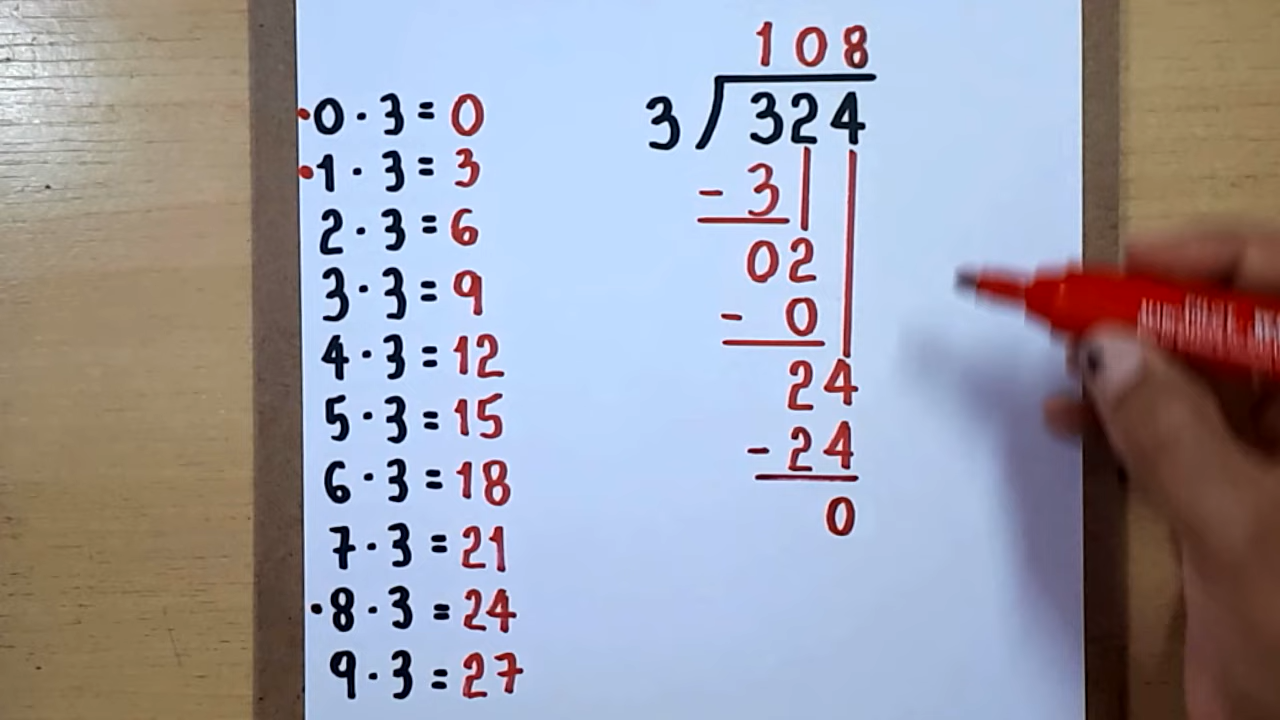 0 · 3 = 0
1 · 3 = 3
2 · 3 = 6
3 · 3 = 9
4 · 3 = 12
5 · 3 = 15
6 · 3 = 18
7 · 3 = 21
8 · 3 = 24
9 · 3 = 27
108
3 324
- 3
02
- 0
24
- 24
0